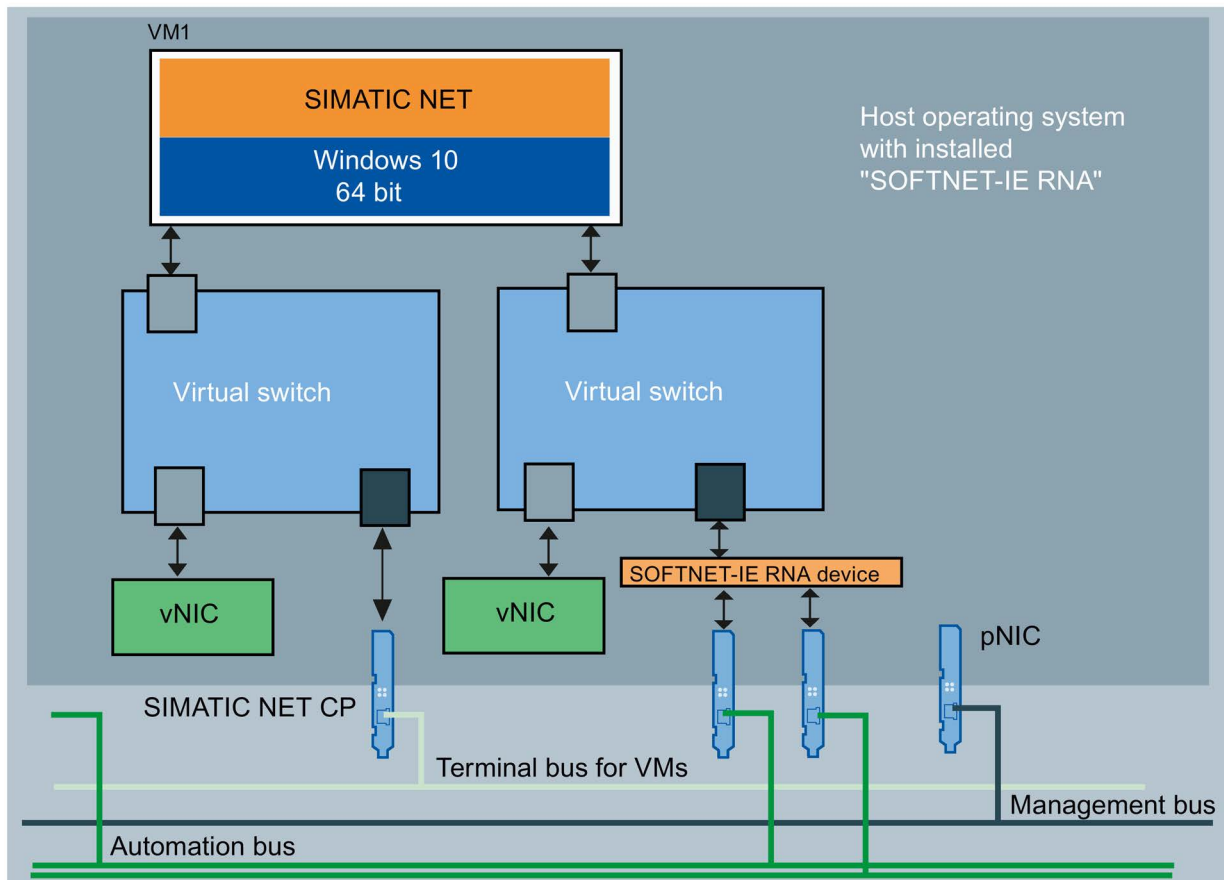 VM1
SIMATIC NET
Windows 10
64 bit
Host operating system
with installed
"SOFTNET-IE RNA"
Virtual switch
Virtual switch
SOFTNET-IE RNA device
vNIC
vNIC
pNIC
SIMATIC NET CP
Terminal bus for VMs
Management bus
Automation bus